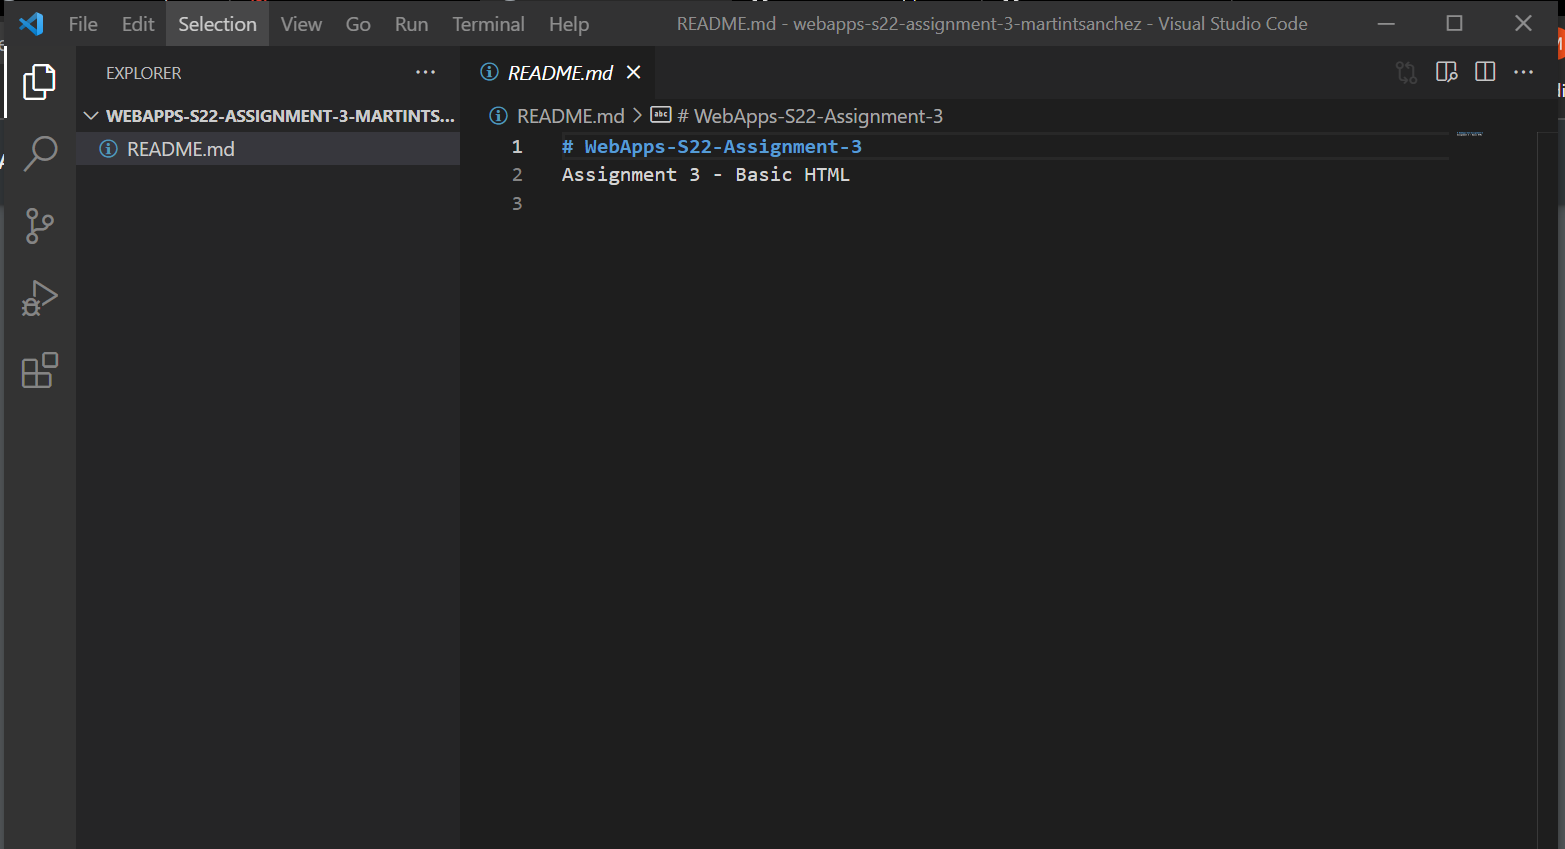 File Edit Selection View Go Run Terminal Help README.md - webapps-s22-assignment-3-martintsanchez - Visual Studio Code
EXPLORER
README.md
WEBAPPS-S22-ASSIGNMENT-3-MARTINTS...
README.md > # WebApps-S22-Assignment-3
README.md
1 # WebApps-S22-Assignment-3
2 Assignment 3 - Basic HTML
3